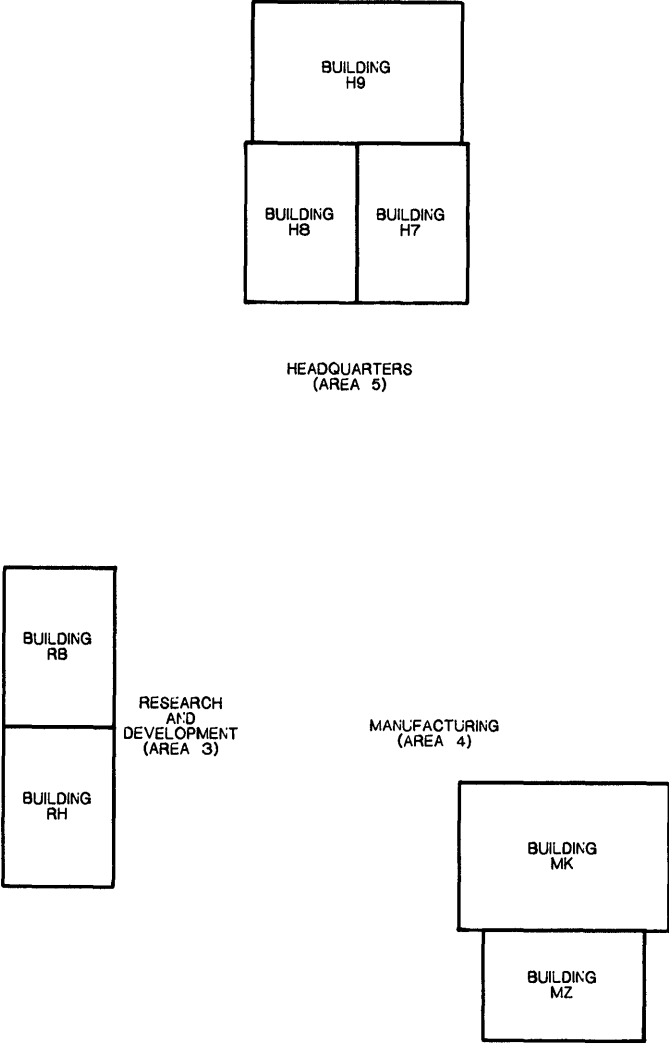 BUILDING
H9
BUILDING
H8
BUILDING
H7
HEADQUARTERS
(AREA 5)
BUILDING
RB
BUILDING
RH
RESEARCH
AND
DEVELOPMENT
(AREA 3)
MANUFACTURING
(AREA 4)
BUILDING
MK
BUILDING
MZ